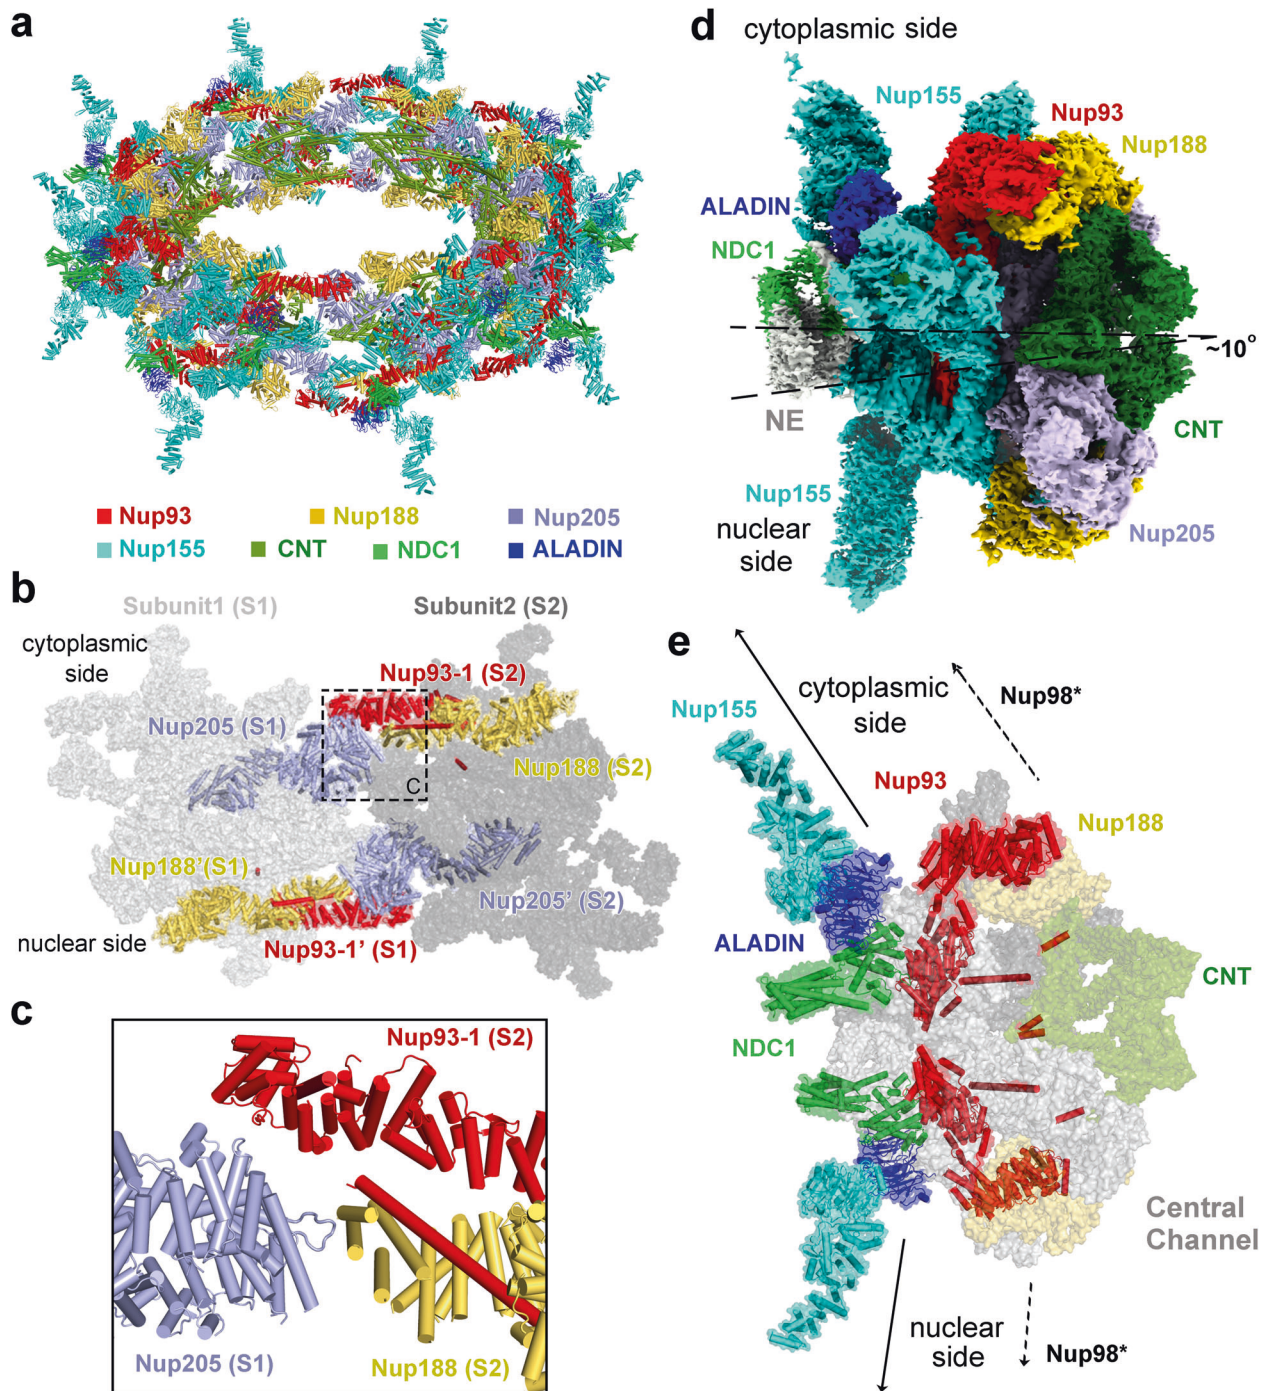 a
Nup93
Nup188
Nup205
Nup155
CNT
NDC1
ALADIN
b
Subunit1 (S1)
Subunit2 (S2)
cytoplasmic
side
Nup93-1 (S2)
Nup205 (S1)
Nup188 (S2)
C
Nup188’(S1)
Nup205’ (S2)
nuclear side
Nup93-1’ (S1)
c
Nup93-1 (S2)
Nup205 (S1)
Nup188 (S2)
d
cytoplasmic side
Nup155
Nup93
Nup188
ALADIN
NDC1
~10°
NE
CNT
Nup155
nuclear
side
Nup205
e
cytoplasmic
side
Nup98*
Nup155
Nup93
Nup188
ALADIN
CNT
NDC1
Central
Channel
nuclear
side
Nup98*